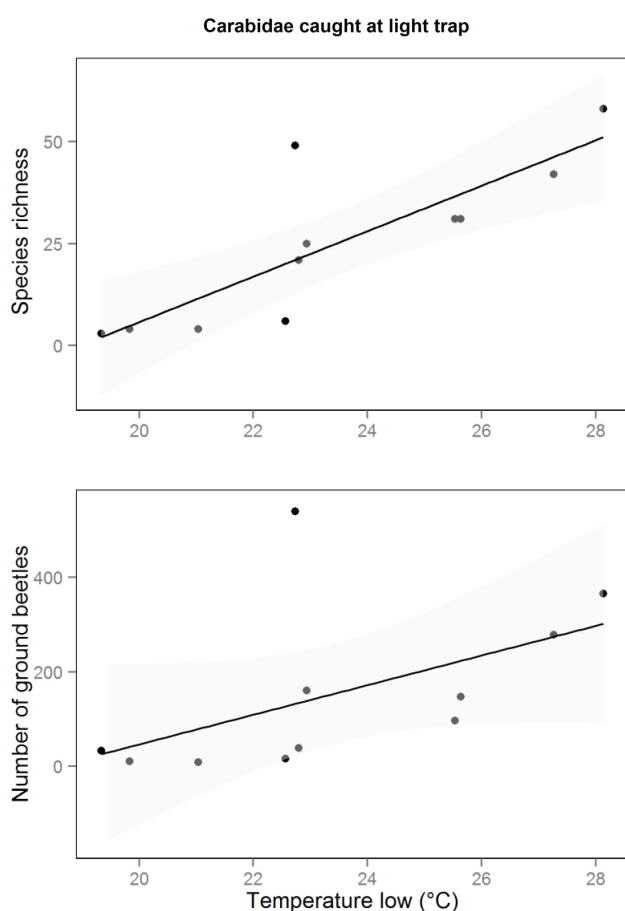 Carabidae caught at light trap
Species richness
50
25
0
20 22 24 26 28
Number of ground beetles
400
200
0
20 22 24 26 28
Temperature low (°C)